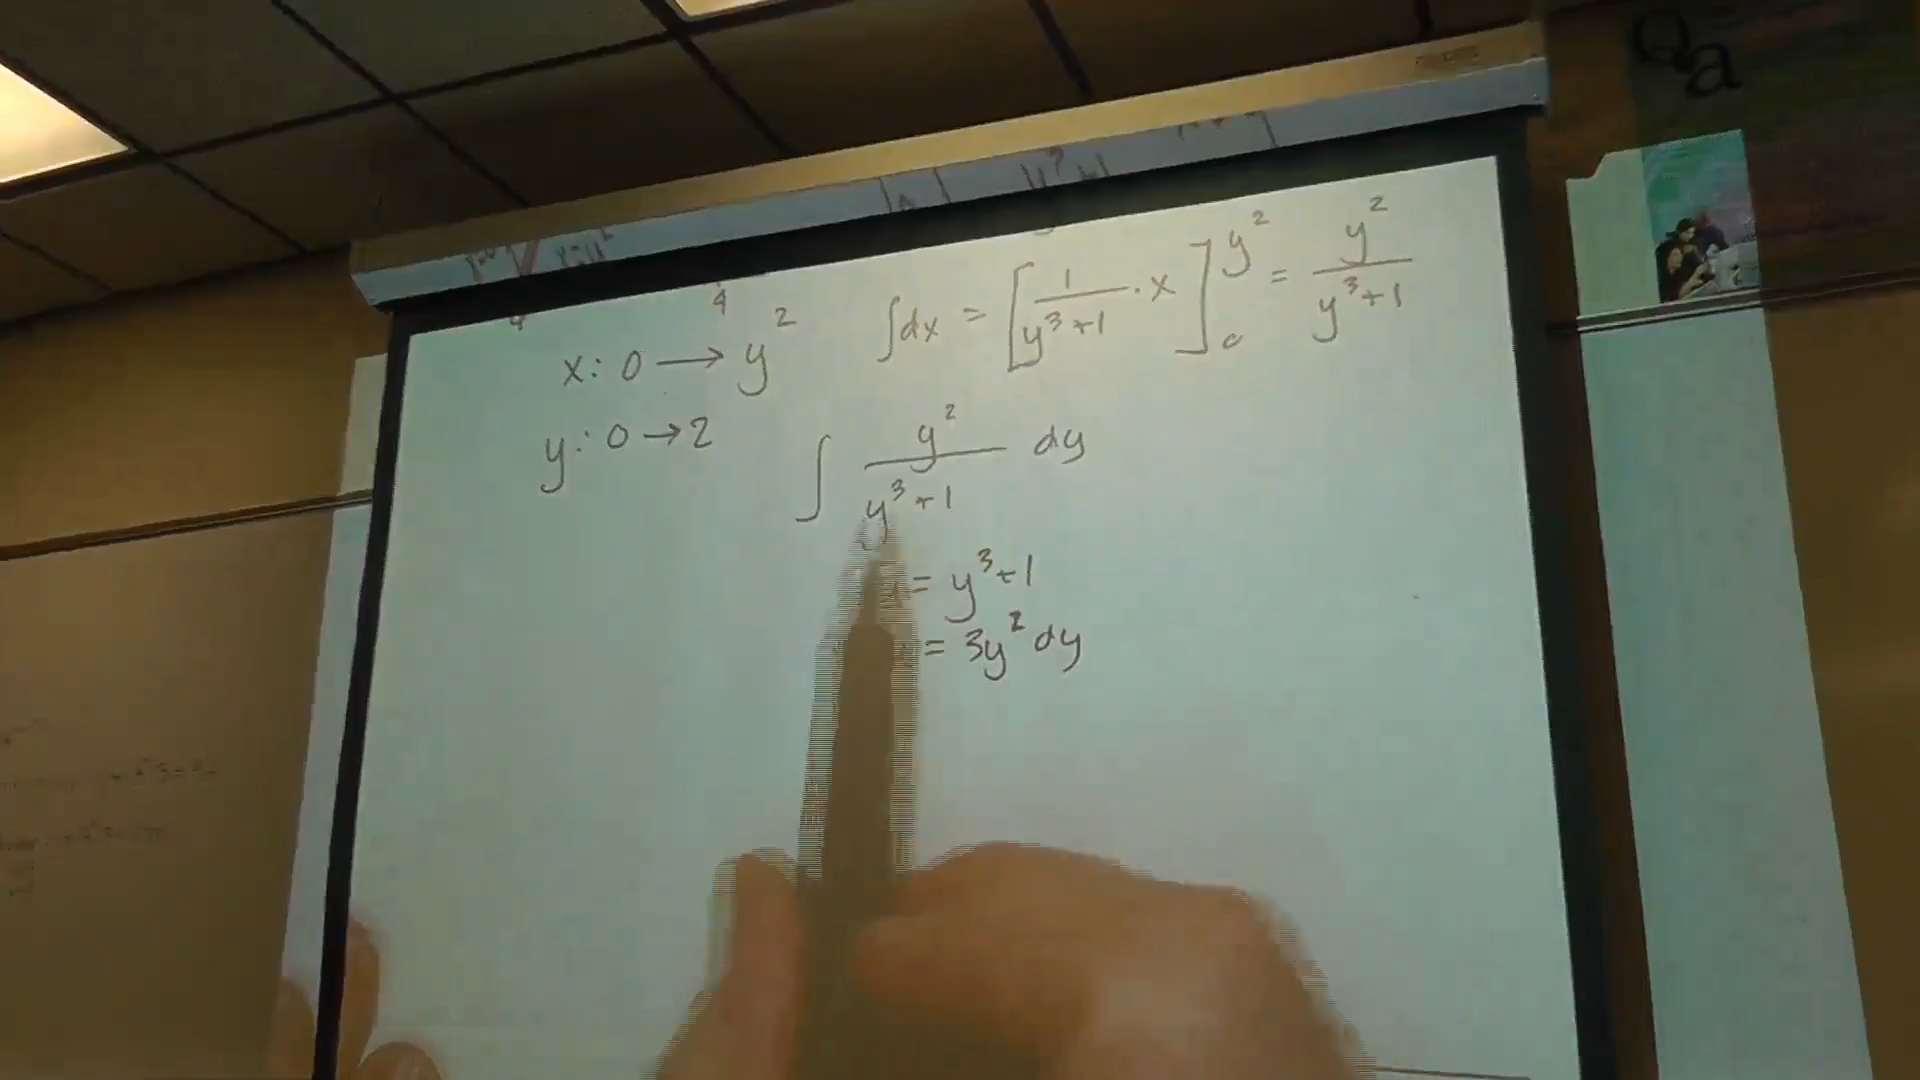 4
x: 0 → y²
∫dx = [1/(y³+1) · x]₀^y² = y²/(y³+1)
y: 0 → 2
∫ y²/(y³+1) dy
= y³+1
= 3y² dy
Qa